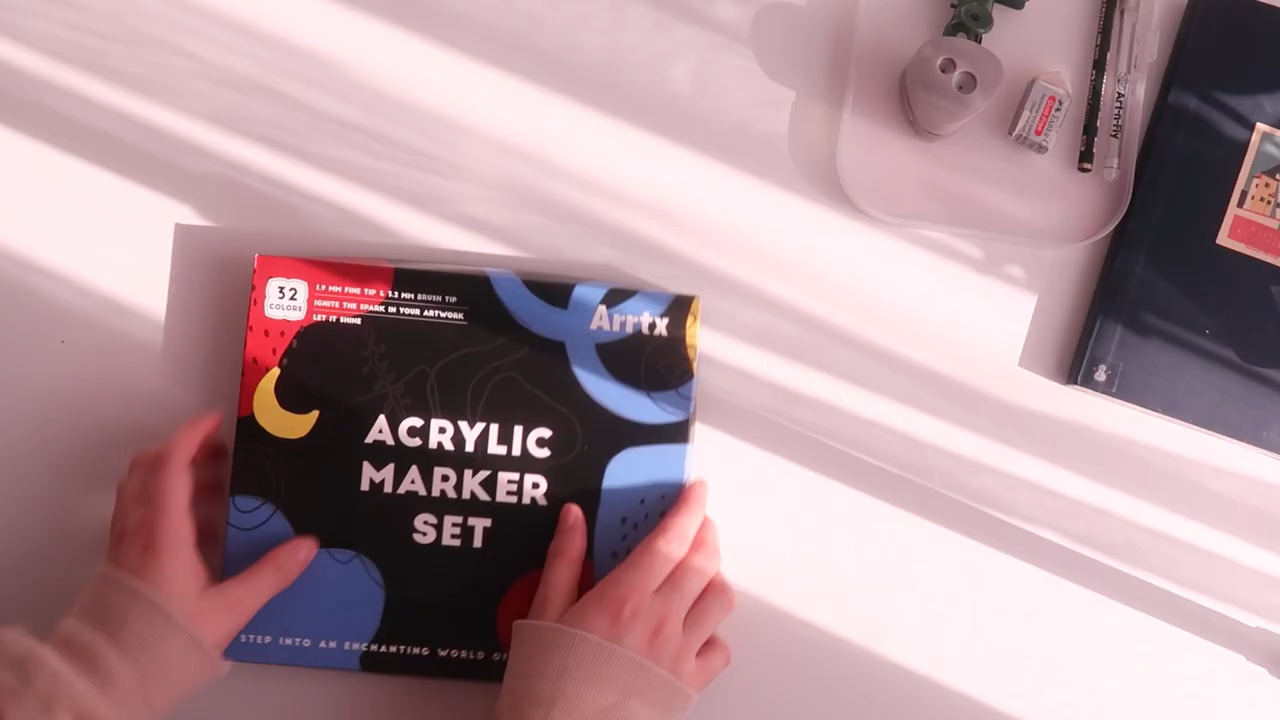 32
COLORS
1.9 MM FINE TIP & 3.2 MM BRUSH TIP
IGNITE THE SPARK IN YOUR ARTWORK
LET IT SHINE
Arrtx
ACRYLIC
MARKER
SET
STEP INTO AN ENCHANTING WORLD OF